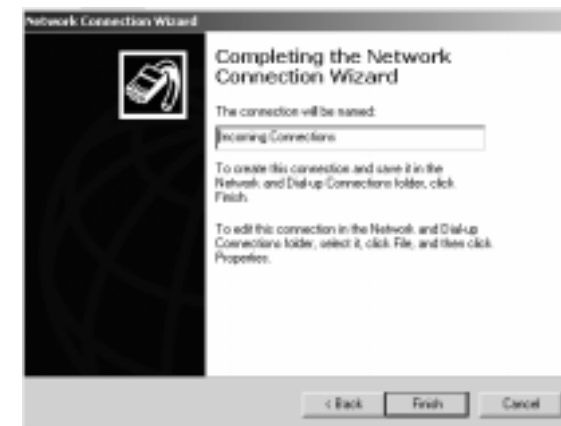 Network Connection Wizard
Completing the Network
Connection Wizard
The connection will be named:
Incoming Connections
To create this connection and save it in the
Network and Dial-up Connections folder, click
Finish.
To edit this connection in the Network and Dial-up
Connections folder, select it, click File, and then click
Properties.
< Back Finish Cancel